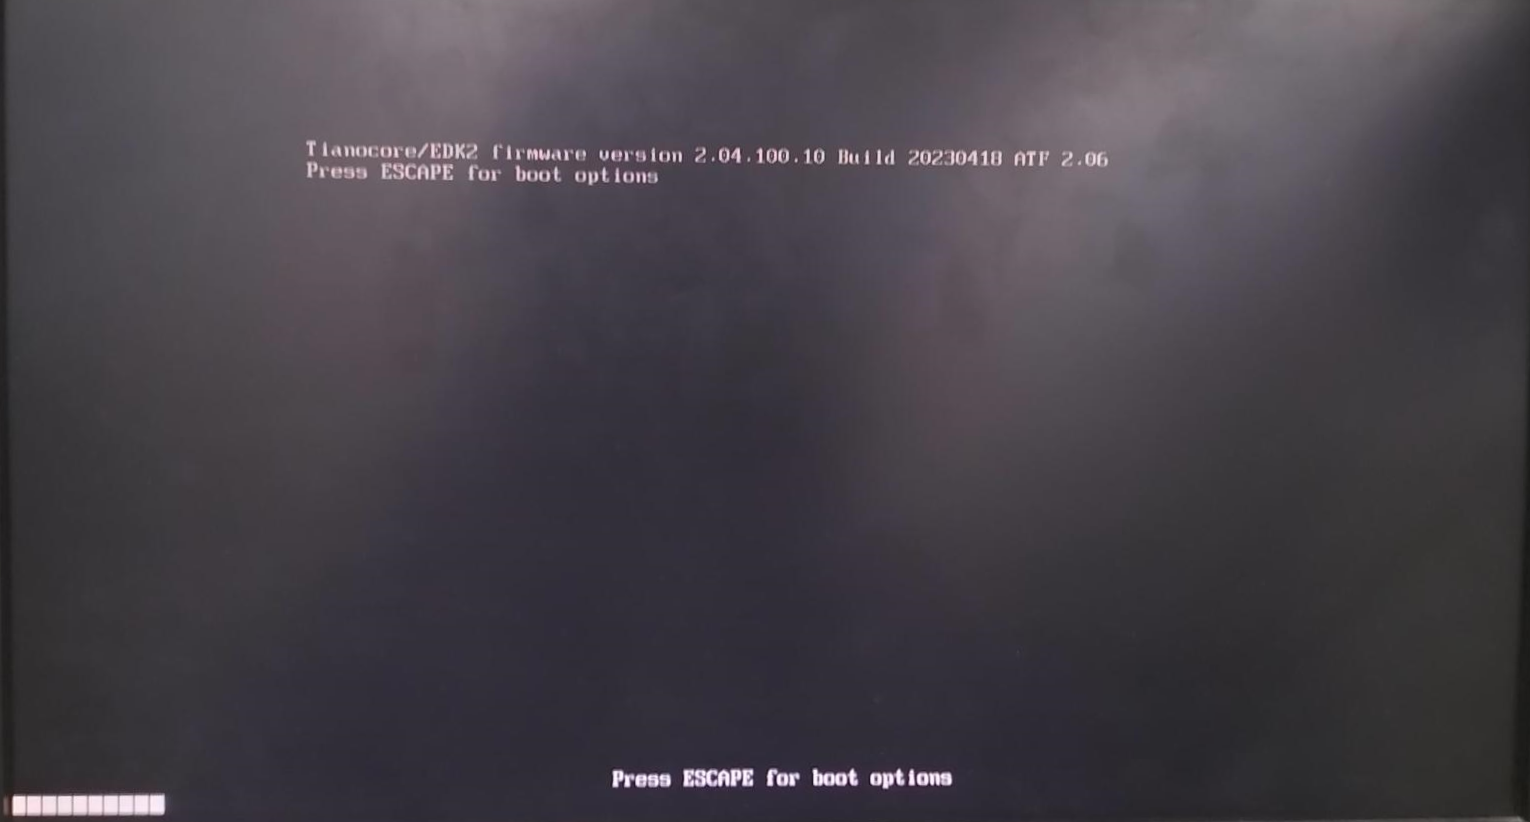 Tianocore/EDK2 firmware version 2.04.100.10 Build 20230418 ATF 2.06
Press ESCAPE for boot options
Press ESCAPE for boot options